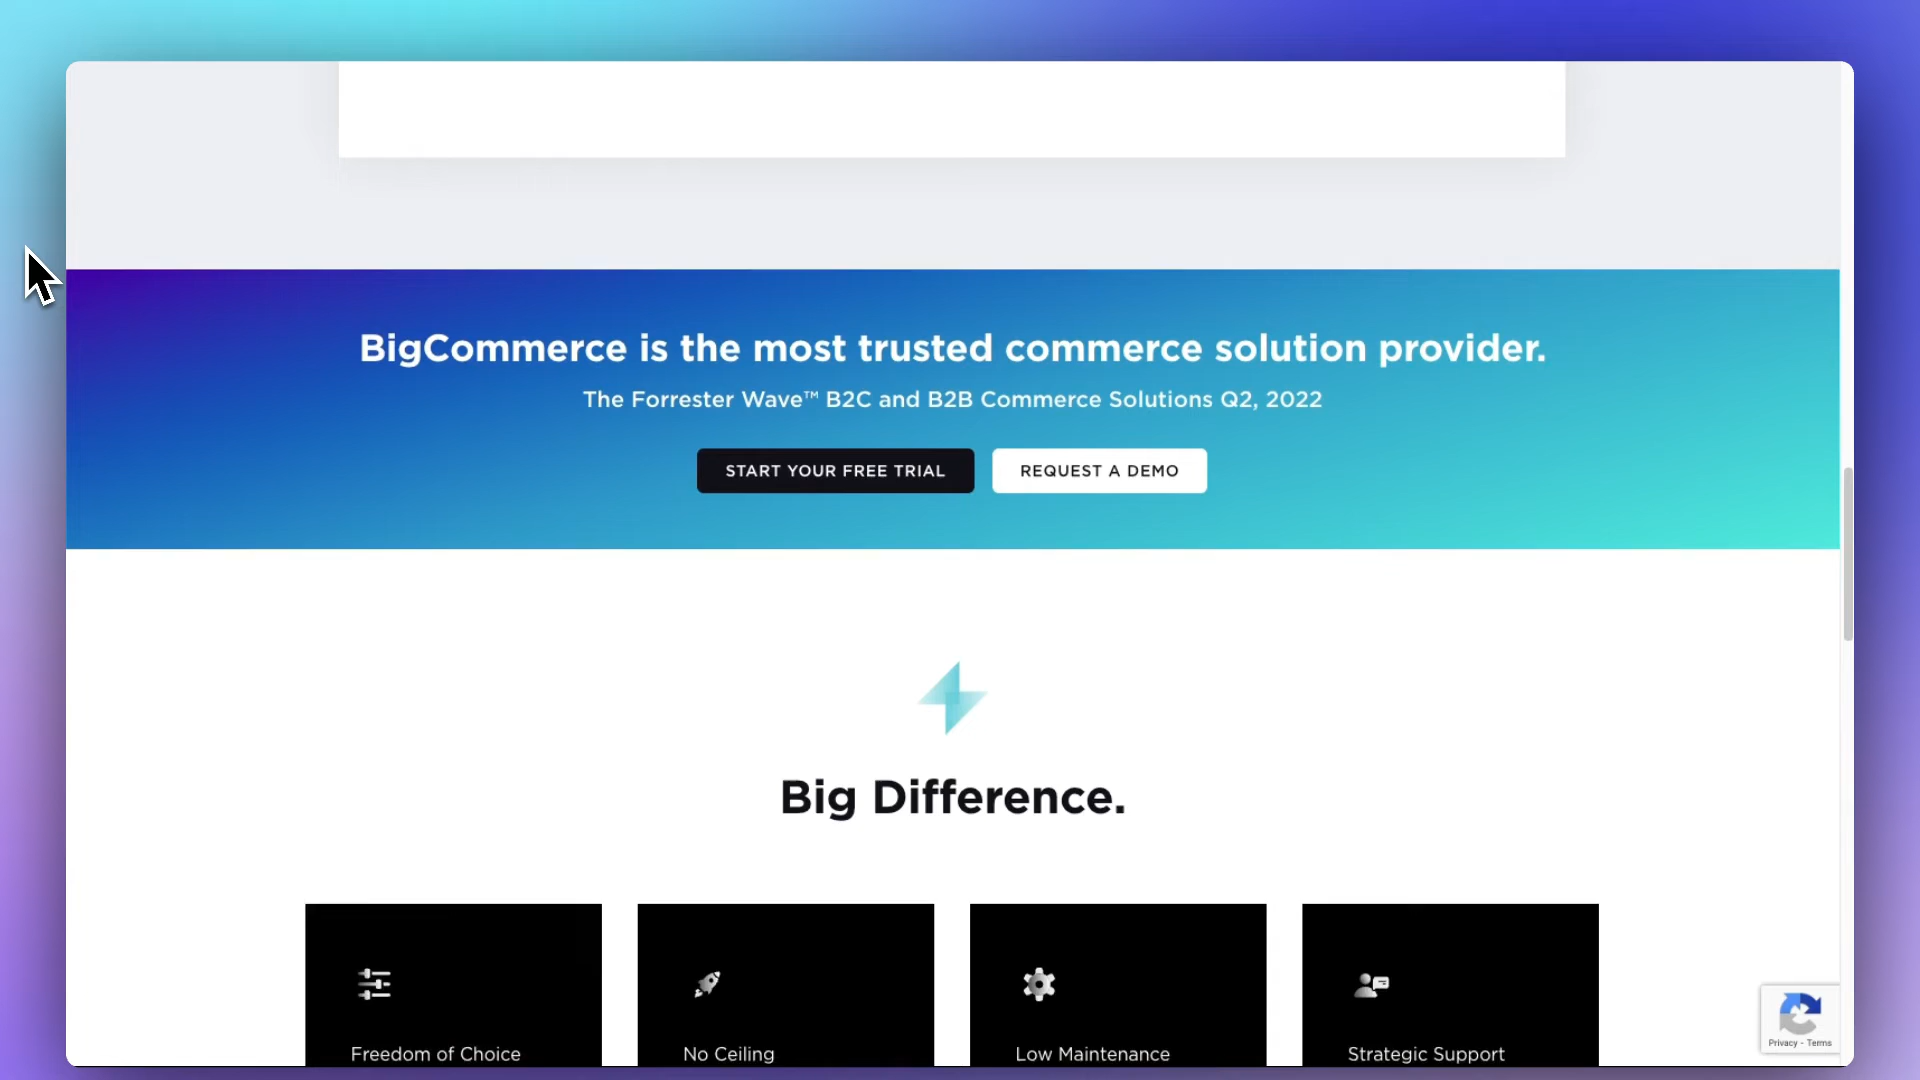 BigCommerce is the most trusted commerce solution provider.
The Forrester Wave™ B2C and B2B Commerce Solutions Q2, 2022
START YOUR FREE TRIAL
REQUEST A DEMO
Big Difference.
Freedom of Choice
No Ceiling
Low Maintenance
Strategic Support
Privacy - Terms